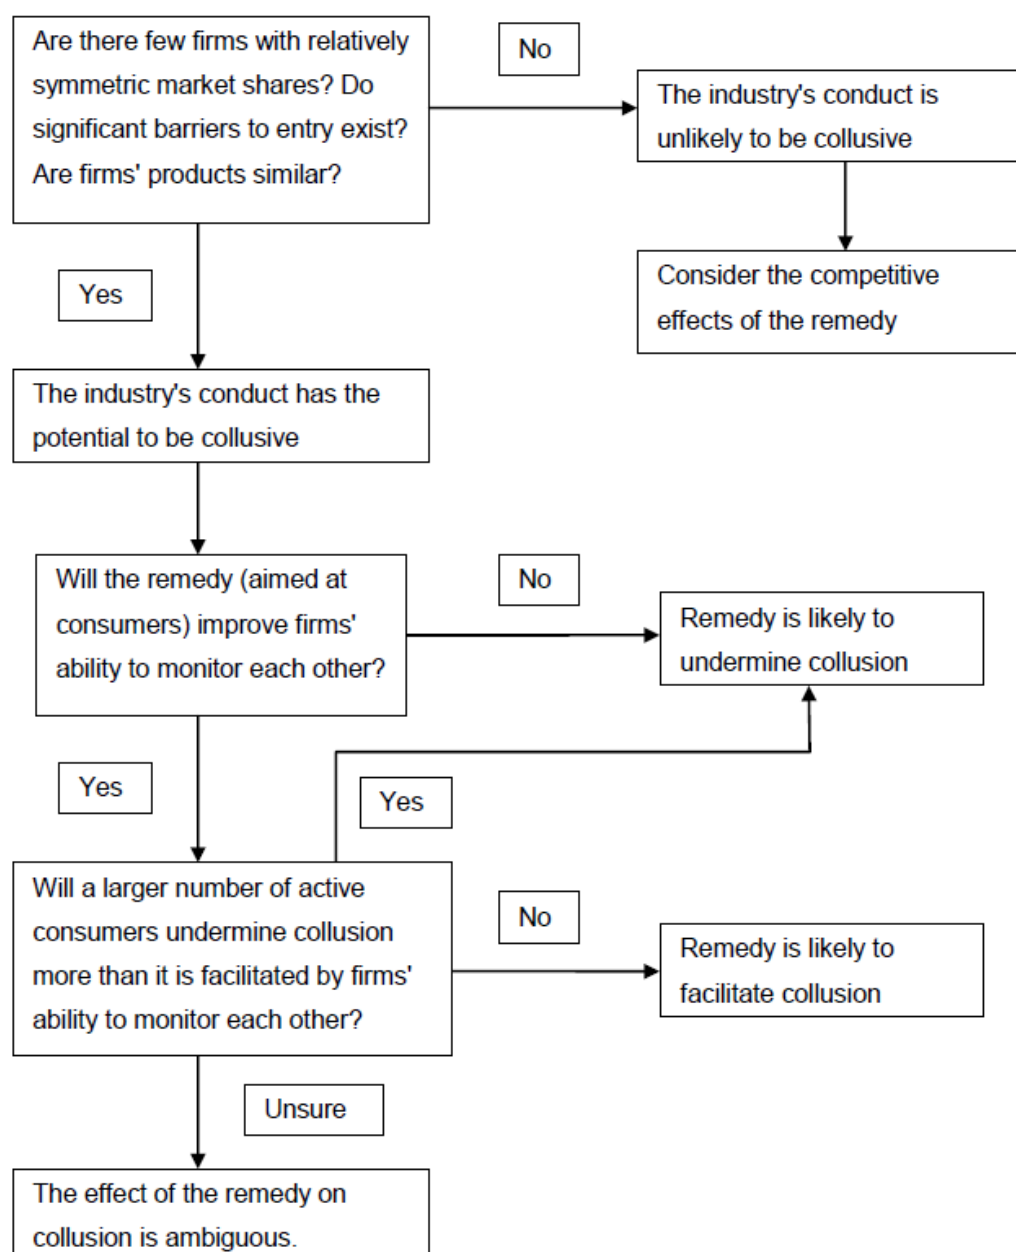 Are there few firms with relatively
symmetric market shares? Do
significant barriers to entry exist?
Are firms' products similar?
No
The industry's conduct is
unlikely to be collusive
Consider the competitive
effects of the remedy
Yes
The industry's conduct has the
potential to be collusive
Will the remedy (aimed at
consumers) improve firms'
ability to monitor each other?
No
Remedy is likely to
undermine collusion
Yes
Yes
Will a larger number of active
consumers undermine collusion
more than it is facilitated by firms'
ability to monitor each other?
No
Remedy is likely to
facilitate collusion
Unsure
The effect of the remedy on
collusion is ambiguous.